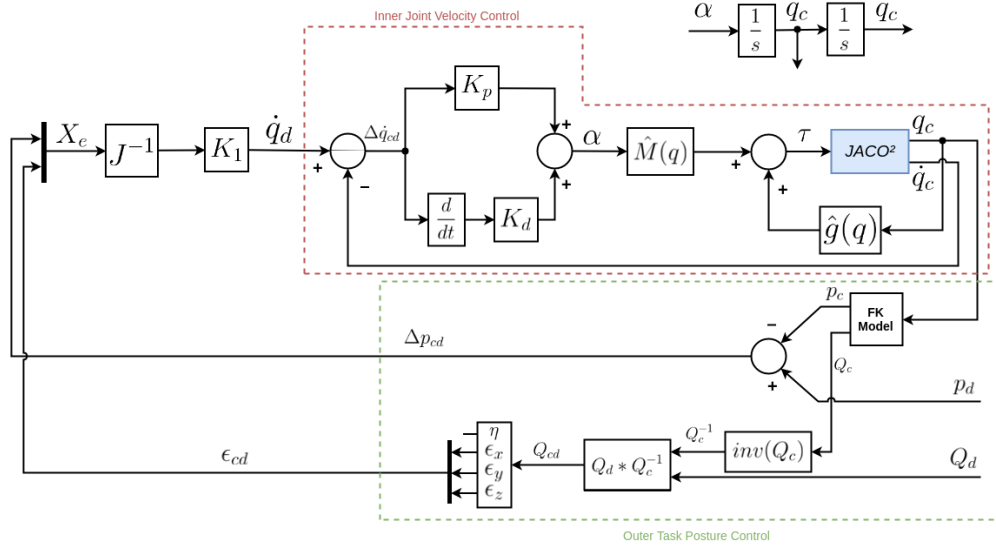 Inner Joint Velocity Control
α
1/s
q_c
1/s
q_c
X_e
J⁻¹
K₁
q̇_d
+
−
Δq̇_cd
K_p
d/dt
K_d
+
+
α
M̂(q)
+
+
τ
JACO²
q_c
q̇_c
ĝ(q)
p_c
FK
Model
−
+
Δp_cd
Q_c
p_d
ϵ_cd
η
ϵ_x
ϵ_y
ϵ_z
Q_cd
Q_d * Q_c⁻¹
Q_c⁻¹
inv(Q_c)
Q_d
Outer Task Posture Control